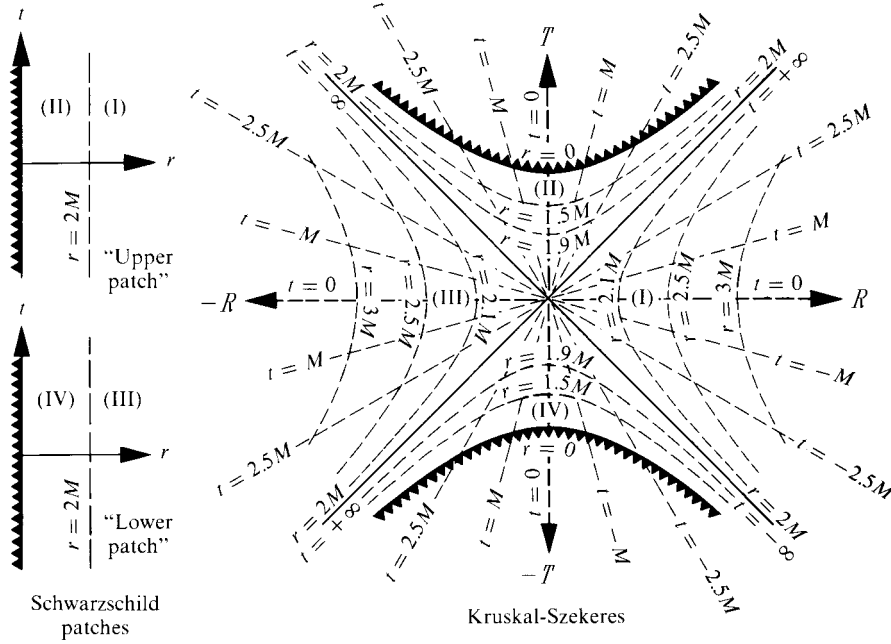 t
(II)
(I)
r
r = 2M
"Upper
patch"
t
(IV)
(III)
r
r = 2M
"Lower
patch"
Schwarzschild
patches
r = 2M
t = −∞
t = −2.5M
t = −M
T
t = 0
t = M
t = 2.5M
r = 2M
t = +∞
t = −2.5M
r = 0
t = 2.5M
(II)
r = 1.5M
r = 1.9M
t = −M
t = M
−R
t = 0
r = 3M
r = 2.5M
(III)
r = 2.1M
r = 2.1M
(I)
r = 2.5M
r = 3M
t = 0
R
t = M
t = −M
r = 1.9M
r = 1.5M
(IV)
t = 2.5M
r = 0
t = −2.5M
r = 2M
t = +∞
t = 2.5M
t = M
t = 0
−T
t = −M
t = −2.5M
r = 2M
t = −∞
Kruskal-Szekeres